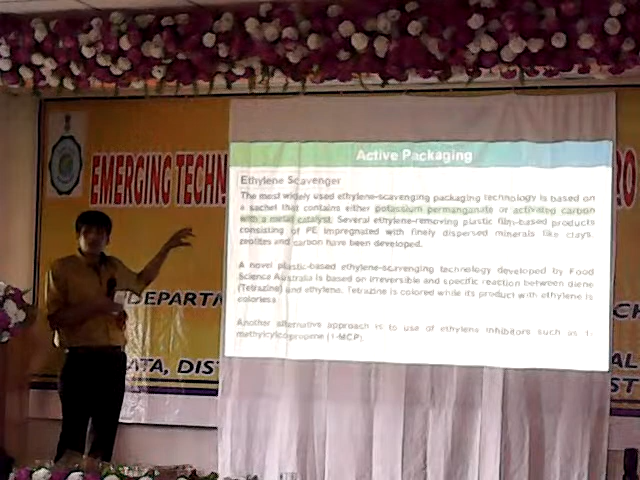 EMERGING TECHN
RO
Active Packaging
Ethylene Scavenger
The most widely used ethylene-scavenging packaging technology is based on
a sachet that contains either potassium permanganate or activated carbon
with a metal catalyst. Several ethylene-removing plastic film-based products
consisting of PE impregnated with finely dispersed minerals like clays,
zeolites and carbon have been developed.
A novel plastic-based ethylene-scavenging technology developed by Food
Science Australia is based on irreversible and specific reaction between diene
(Tetrazine) and ethylene. Tetrazine is colored while its product with ethylene is
colorless.
Another alternative approach is to use of ethylene inhibitors such as 1-
methylcyclopropene (1-MCP)
DEPARTM
CH
ATA, DIST
AL
ST